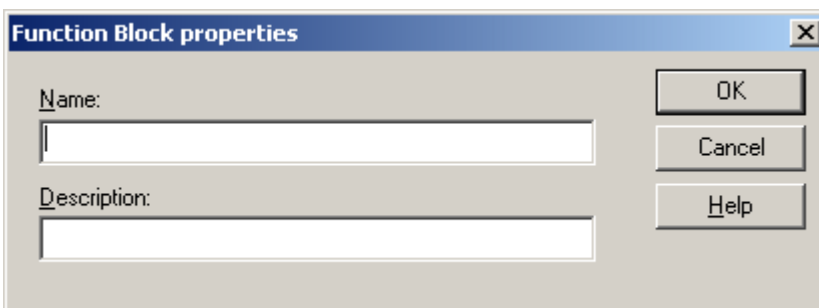 Function Block properties
Name:
OK
Cancel
Description:
Help